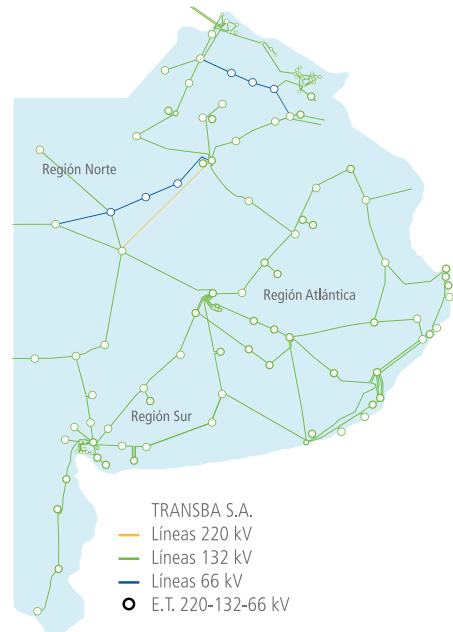 Región Norte
Región Atlántica
Región Sur
TRANSBA S.A.
Líneas 220 kV
Líneas 132 kV
Líneas 66 kV
E.T. 220-132-66 kV